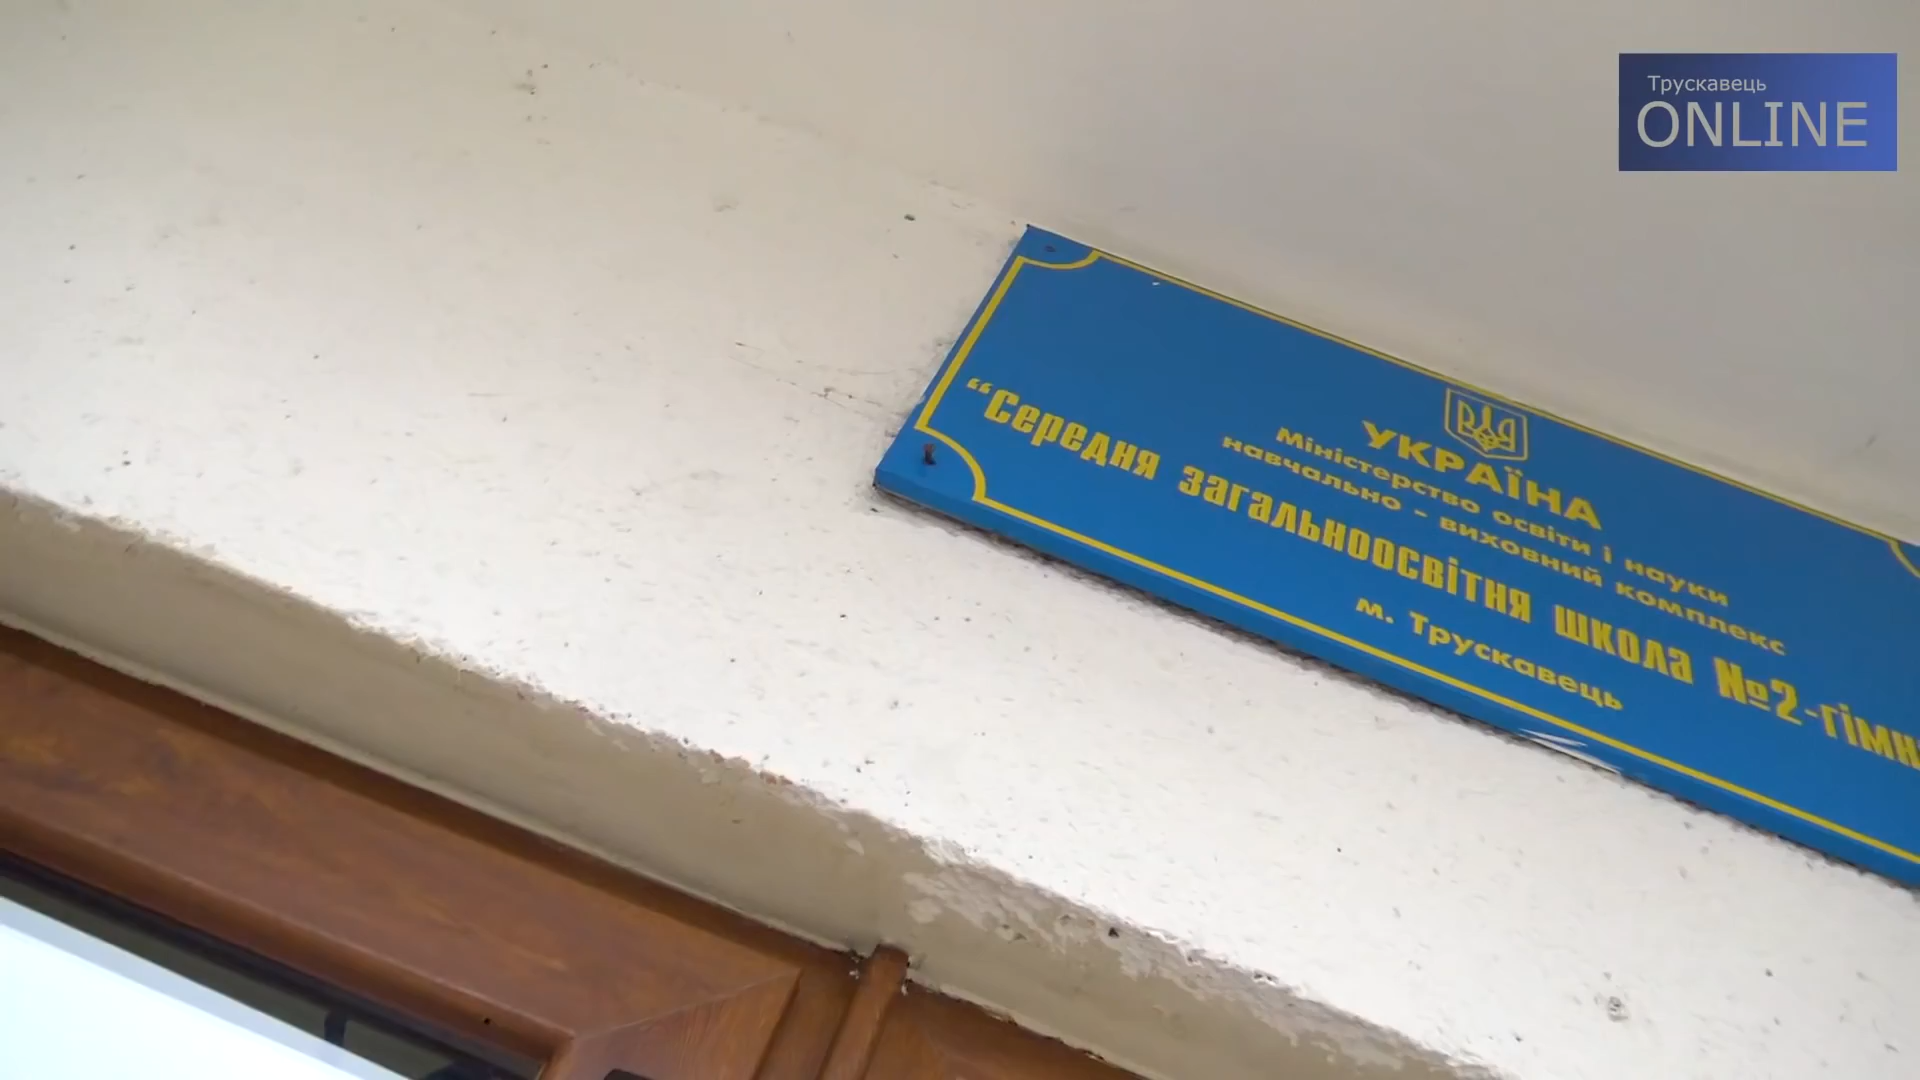 Трускавець
ONLINE
УКРАЇНА
Міністерство освіти і науки
навчально - виховний комплекс
“Середня загальноосвітня школа №2-гімн
м. Трускавець